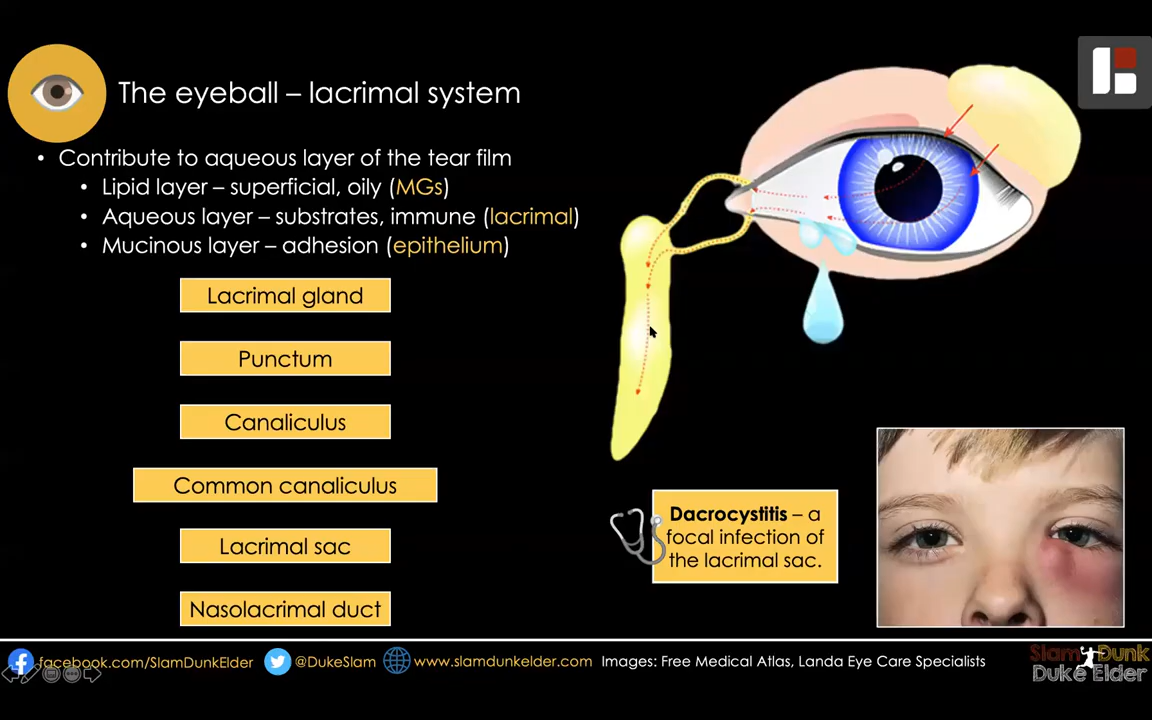 The eyeball – lacrimal system
• Contribute to aqueous layer of the tear film
• Lipid layer – superficial, oily (MGs)
• Aqueous layer – substrates, immune (lacrimal)
• Mucinous layer – adhesion (epithelium)
Lacrimal gland
Punctum
Canaliculus
Common canaliculus
Lacrimal sac
Nasolacrimal duct
Dacrocystitis – a
focal infection of
the lacrimal sac.
facebook.com/SlamDunkElder @DukeSlam www.slamdunkelder.com Images: Free Medical Atlas, Landa Eye Care Specialists
Slam Dunk
Duke Elder